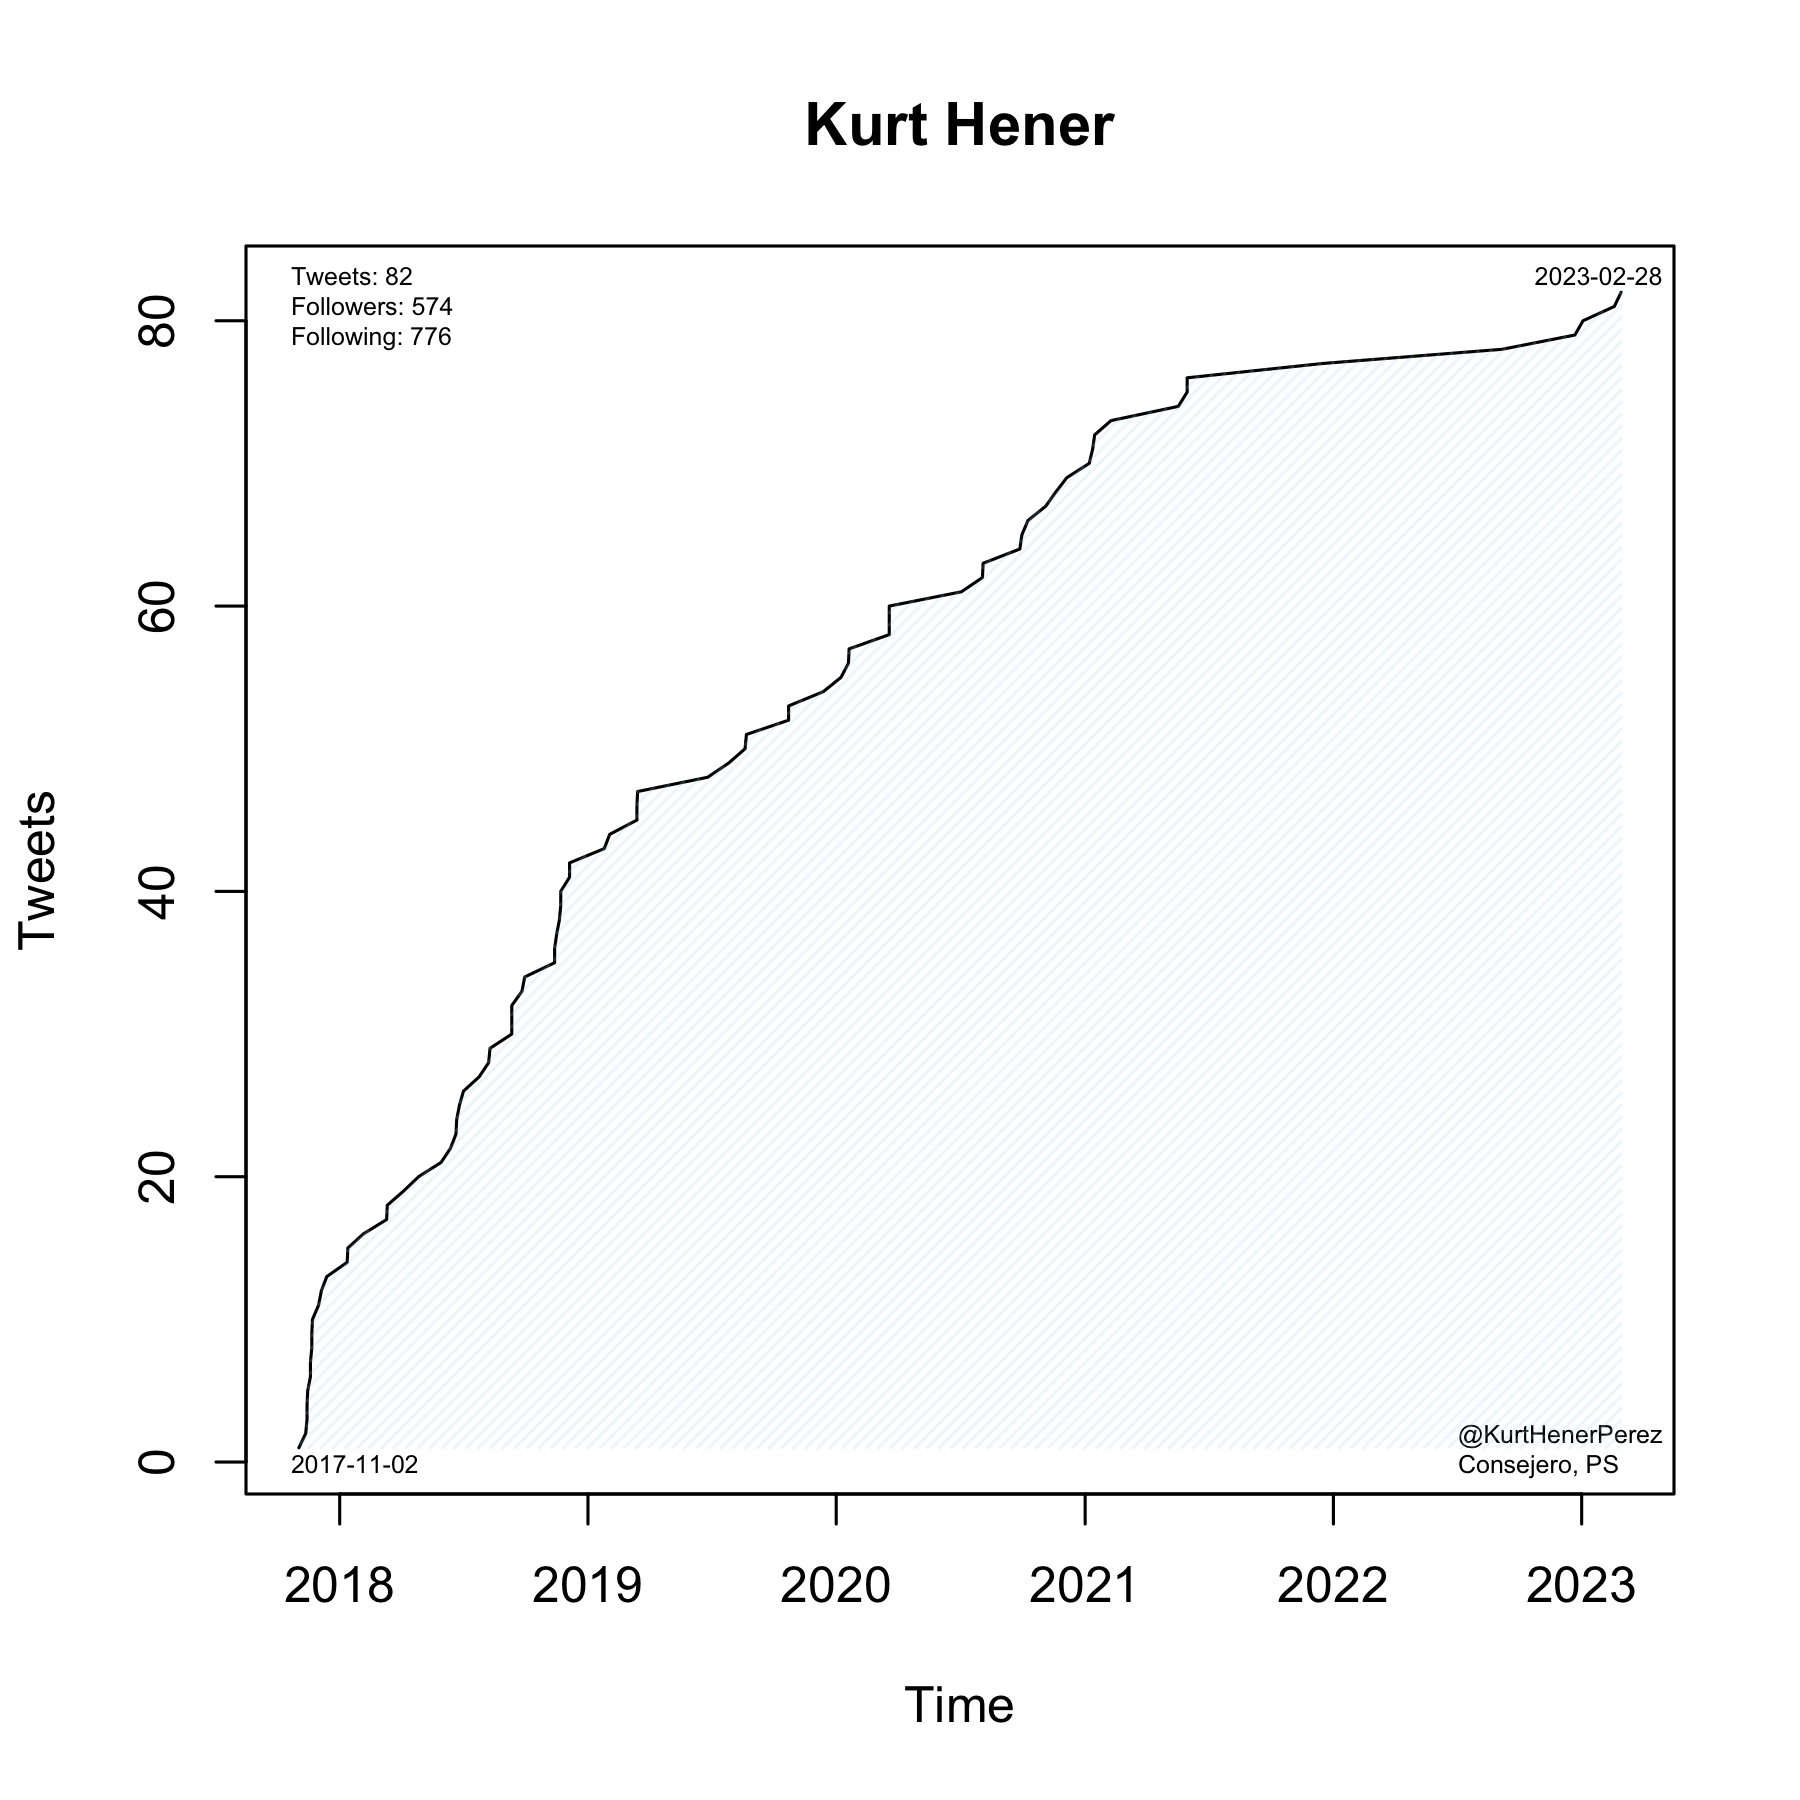 Kurt Hener
Tweets: 82
Followers: 574
Following: 776
2023-02-28
80
60
40
20
0
Tweets
2017-11-02
@KurtHenerPerez
Consejero, PS
2018
2019
2020
2021
2022
2023
Time